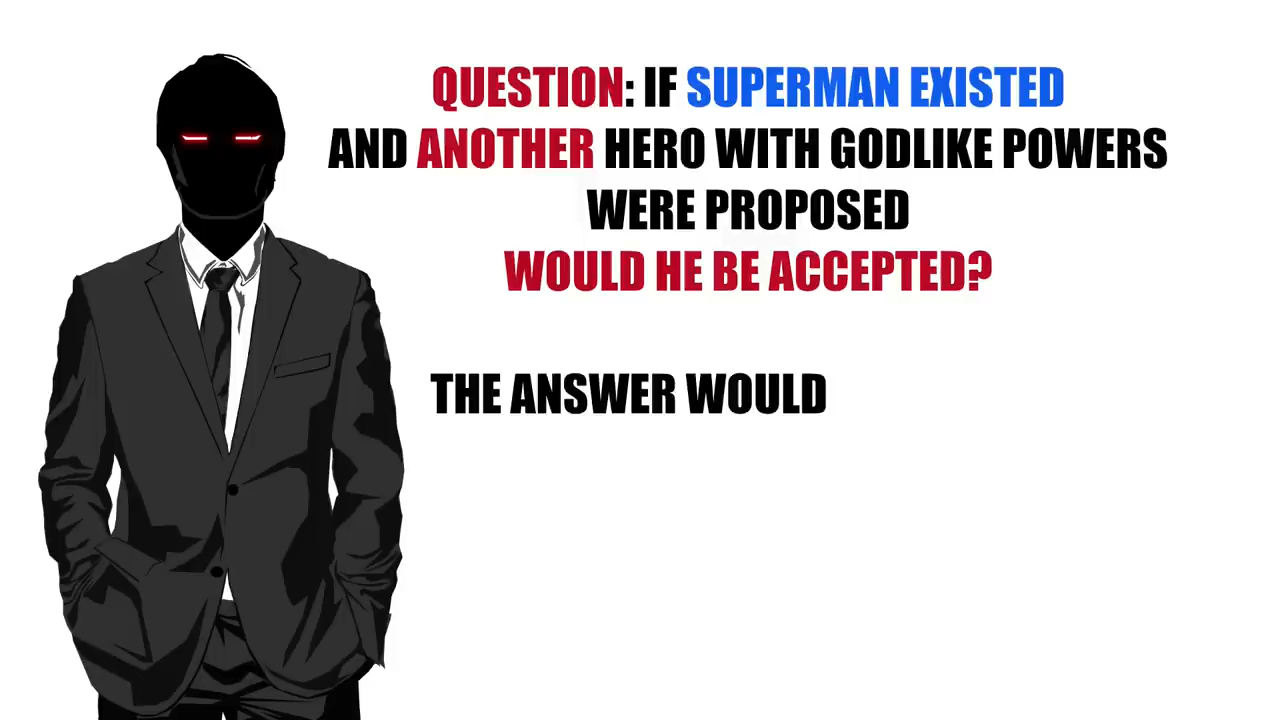 QUESTION: IF SUPERMAN EXISTED
AND ANOTHER HERO WITH GODLIKE POWERS
WERE PROPOSED
WOULD HE BE ACCEPTED?
THE ANSWER WOULD